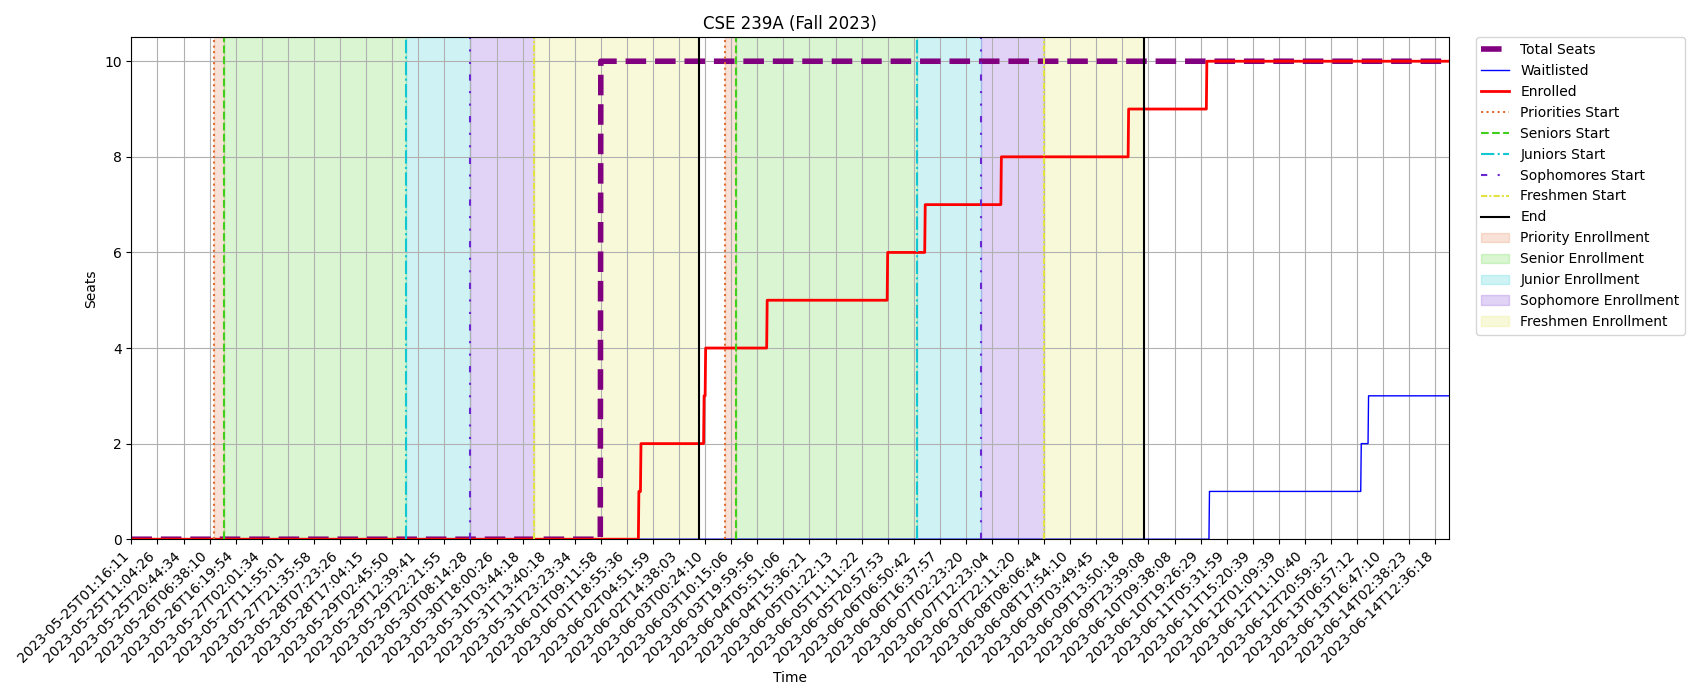 CSE 239A (Fall 2023)
Seats
10
8
6
4
2
0
2023-05-25T01:16:11
2023-05-25T11:04:26
2023-05-25T20:44:34
2023-05-26T06:38:10
2023-05-26T16:19:54
2023-05-27T02:01:34
2023-05-27T11:55:01
2023-05-27T21:35:58
2023-05-28T07:23:26
2023-05-28T17:04:15
2023-05-29T02:45:50
2023-05-29T12:39:41
2023-05-29T22:21:55
2023-05-30T08:14:28
2023-05-30T18:00:26
2023-05-31T03:44:18
2023-05-31T13:40:18
2023-05-31T23:23:34
2023-06-01T09:11:58
2023-06-01T18:55:36
2023-06-02T04:51:59
2023-06-02T14:38:03
2023-06-03T00:24:10
2023-06-03T10:15:06
2023-06-03T19:59:56
2023-06-04T05:51:06
2023-06-04T15:36:21
2023-06-05T01:22:13
2023-06-05T11:11:22
2023-06-05T20:57:53
2023-06-06T06:50:42
2023-06-06T16:37:57
2023-06-07T02:23:20
2023-06-07T12:23:04
2023-06-07T22:11:20
2023-06-08T08:06:44
2023-06-08T17:54:10
2023-06-09T03:49:45
2023-06-09T13:50:18
2023-06-09T23:39:08
2023-06-10T09:38:08
2023-06-10T19:26:29
2023-06-11T05:31:59
2023-06-11T15:20:39
2023-06-12T01:09:39
2023-06-12T11:10:40
2023-06-12T20:59:32
2023-06-13T06:57:12
2023-06-13T16:47:10
2023-06-14T02:38:23
2023-06-14T12:36:18
Time
Total Seats
Waitlisted
Enrolled
Priorities Start
Seniors Start
Juniors Start
Sophomores Start
Freshmen Start
End
Priority Enrollment
Senior Enrollment
Junior Enrollment
Sophomore Enrollment
Freshmen Enrollment